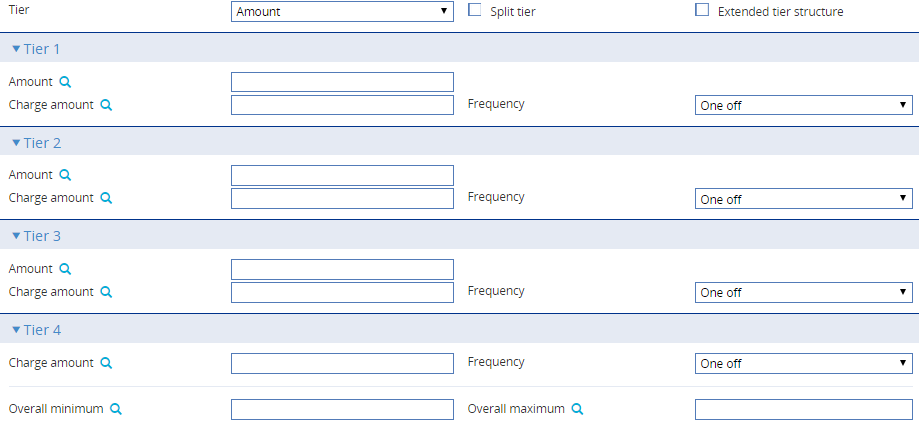 Tier Amount Split tier Extended tier structure
Tier 1
Amount
Charge amount Frequency One off
Tier 2
Amount
Charge amount Frequency One off
Tier 3
Amount
Charge amount Frequency One off
Tier 4
Charge amount Frequency One off
Overall minimum Overall maximum